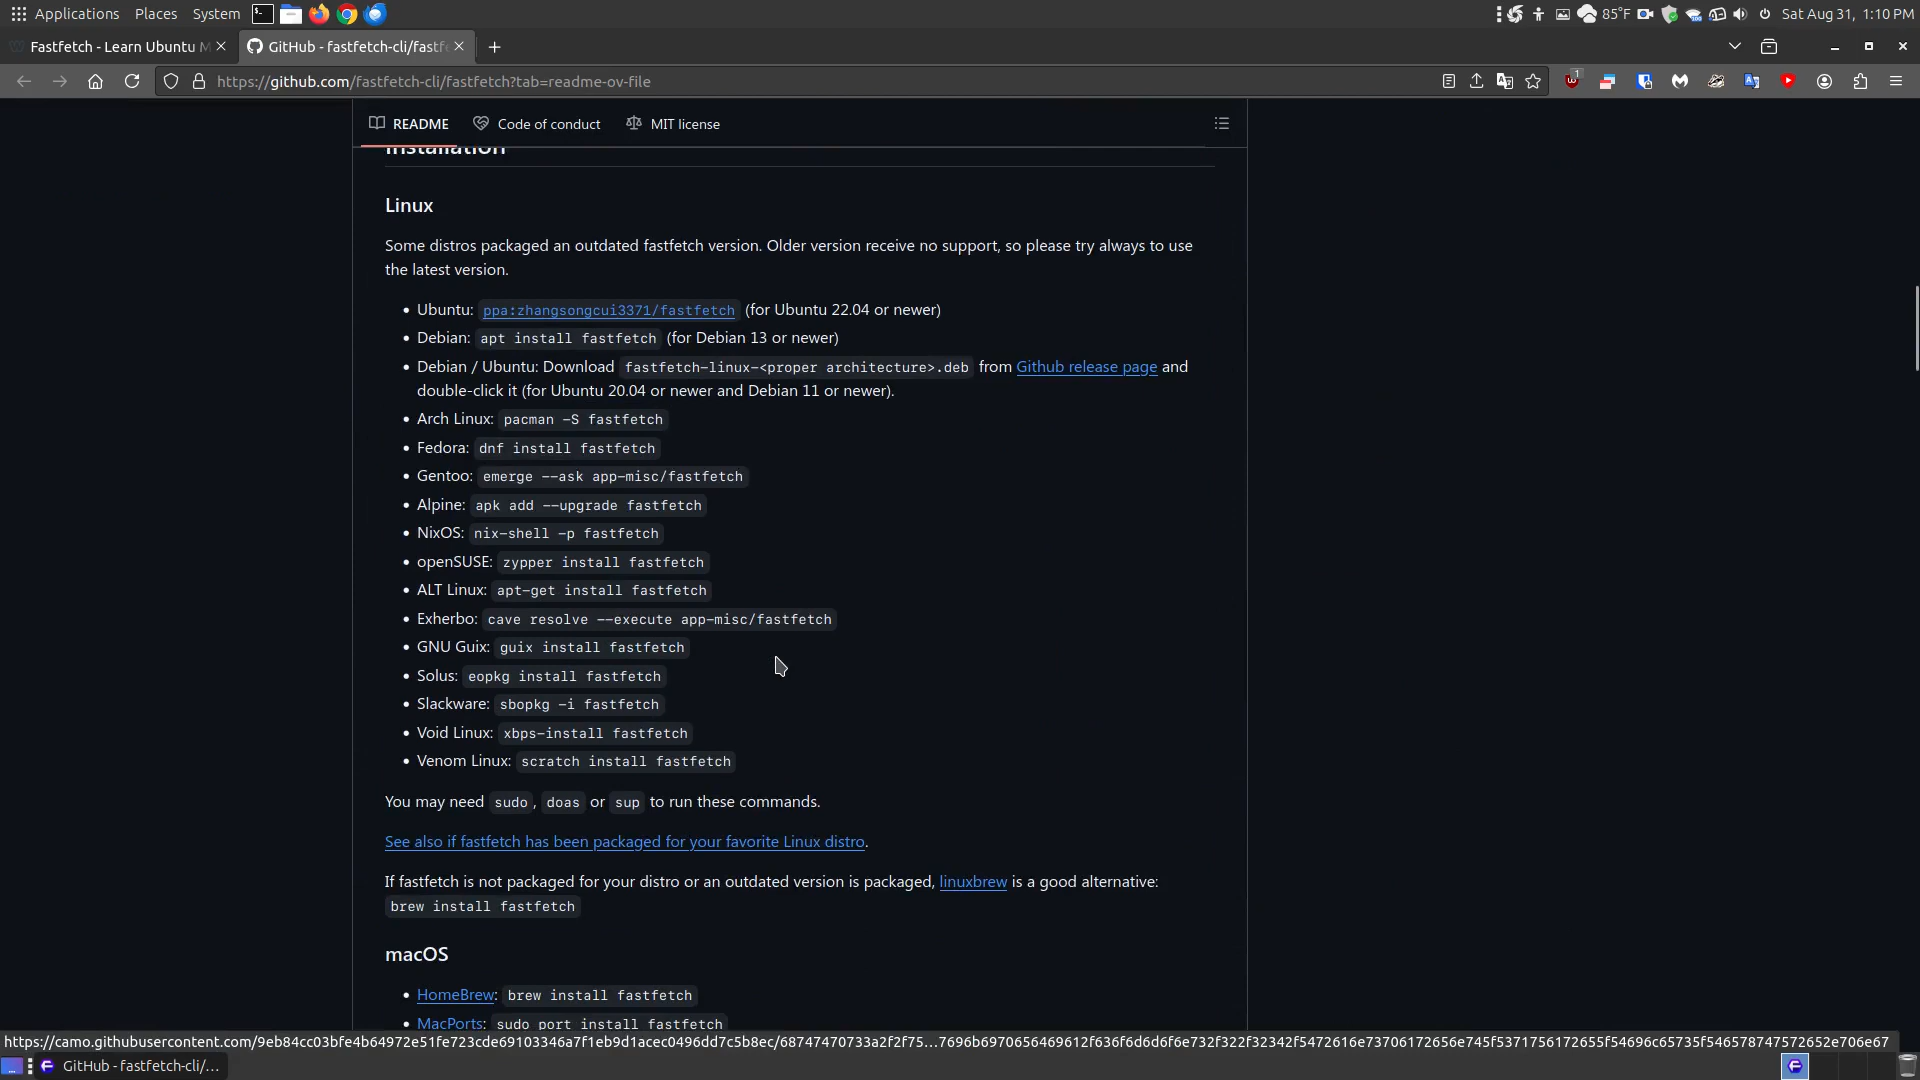 Applications Places System 85°F Sat Aug 31, 1:10 PM
Fastfetch - Learn Ubuntu M GitHub - fastfetch-cli/fastf
https://github.com/fastfetch-cli/fastfetch?tab=readme-ov-file 1
README Code of conduct MIT license
Installation
Linux
Some distros packaged an outdated fastfetch version. Older version receive no support, so please try always to use
the latest version.
• Ubuntu: ppa:zhangsongcui3371/fastfetch (for Ubuntu 22.04 or newer)
• Debian: apt install fastfetch (for Debian 13 or newer)
• Debian / Ubuntu: Download fastfetch-linux-<proper architecture>.deb from Github release page and
double-click it (for Ubuntu 20.04 or newer and Debian 11 or newer).
• Arch Linux: pacman -S fastfetch
• Fedora: dnf install fastfetch
• Gentoo: emerge --ask app-misc/fastfetch
• Alpine: apk add --upgrade fastfetch
• NixOS: nix-shell -p fastfetch
• openSUSE: zypper install fastfetch
• ALT Linux: apt-get install fastfetch
• Exherbo: cave resolve --execute app-misc/fastfetch
• GNU Guix: guix install fastfetch
• Solus: eopkg install fastfetch
• Slackware: sbopkg -i fastfetch
• Void Linux: xbps-install fastfetch
• Venom Linux: scratch install fastfetch
You may need sudo, doas or sup to run these commands.
See also if fastfetch has been packaged for your favorite Linux distro.
If fastfetch is not packaged for your distro or an outdated version is packaged, linuxbrew is a good alternative:
brew install fastfetch
macOS
• HomeBrew: brew install fastfetch
• MacPorts: sudo port install fastfetch
https://camo.githubusercontent.com/9eb84cc03bfe4b64972e51fe723cde69103346a7f1eb9d1acec0496dd7c5b8ec/68747470733a2f2f75…7696b6970656469612f636f6d6d6f6e732f322f32342f5472616e73706172656e745f5371756172655f54696c65735f546578747572652e706e67
GitHub - fastfetch-cli/…